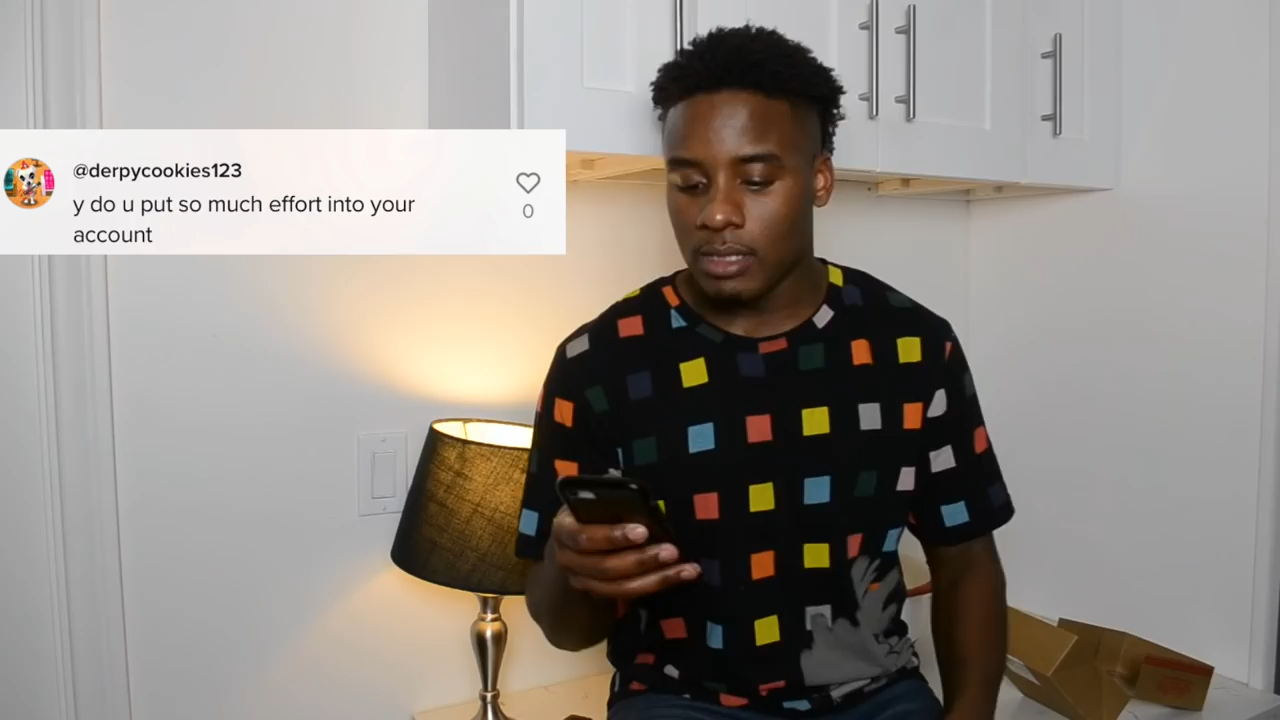 @derpycookies123
y do u put so much effort into your
account
0